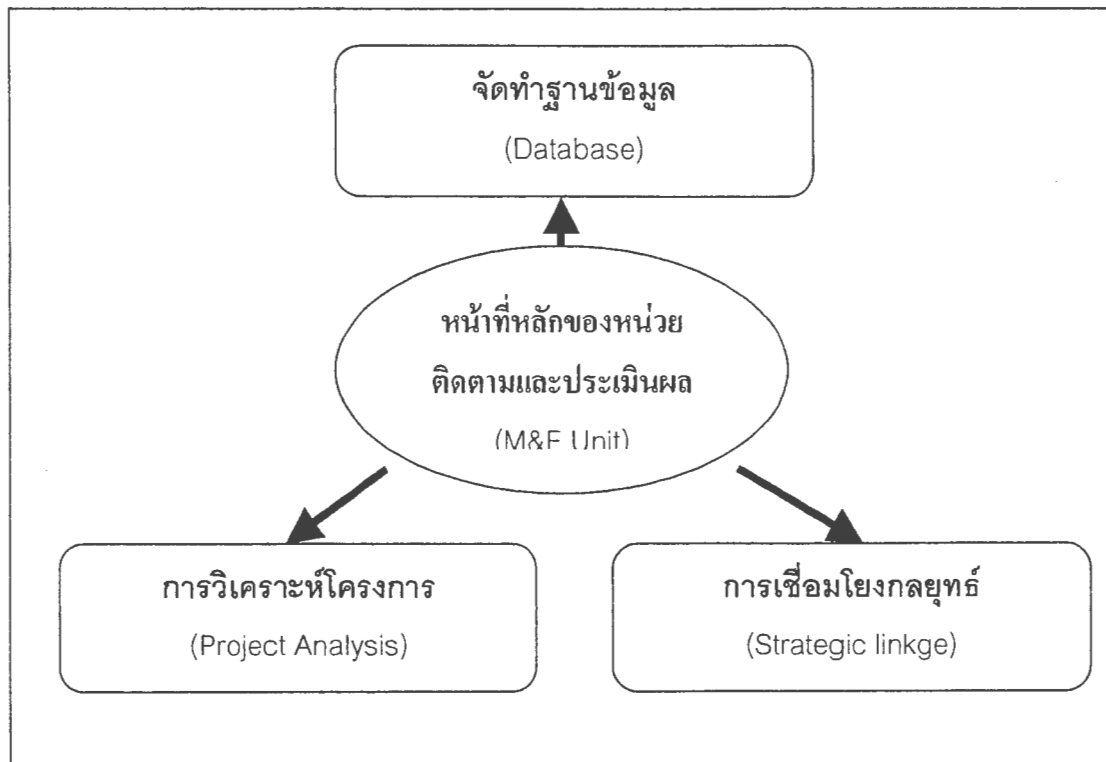 จัดทำฐานข้อมูล
(Database)
หน้าที่หลักของหน่วย
ติดตามและประเมินผล
(M&E Unit)
การวิเคราะห์โครงการ
(Project Analysis)
การเชื่อมโยงกลยุทธ์
(Strategic linkge)